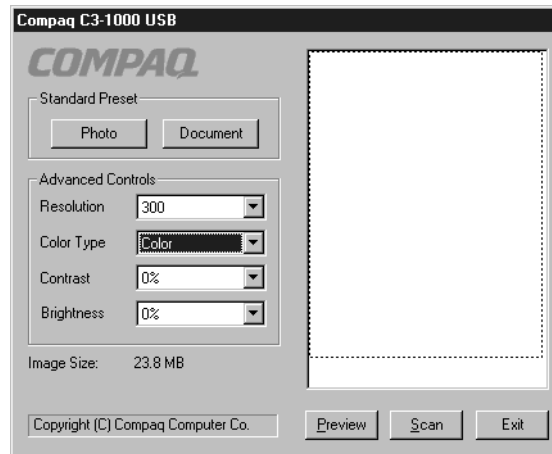 Compaq C3-1000 USB
COMPAQ
Standard Preset
Photo Document
Advanced Controls
Resolution 300
Color Type Color
Contrast 0%
Brightness 0%
Image Size: 23.8 MB
Copyright (C) Compaq Computer Co.
Preview Scan Exit